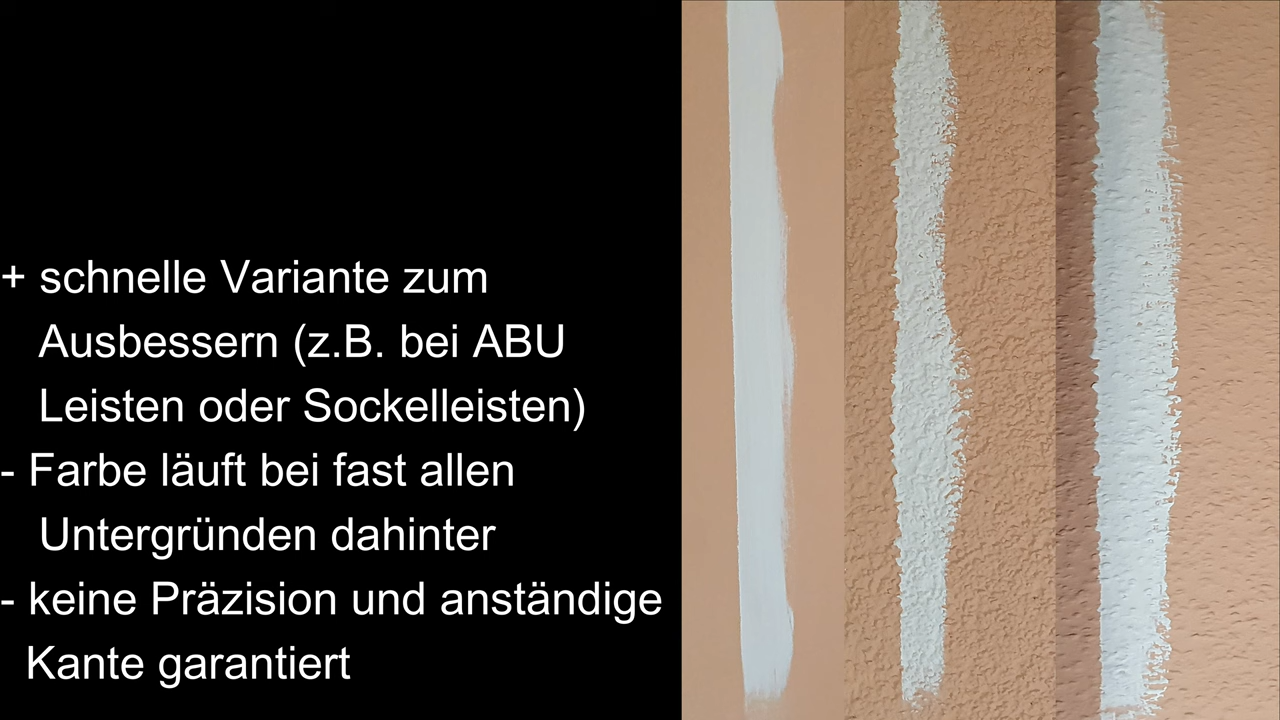 + schnelle Variante zum
Ausbessern (z.B. bei ABU
Leisten oder Sockelleisten)
- Farbe läuft bei fast allen
Untergründen dahinter
- keine Präzision und anständige
Kante garantiert